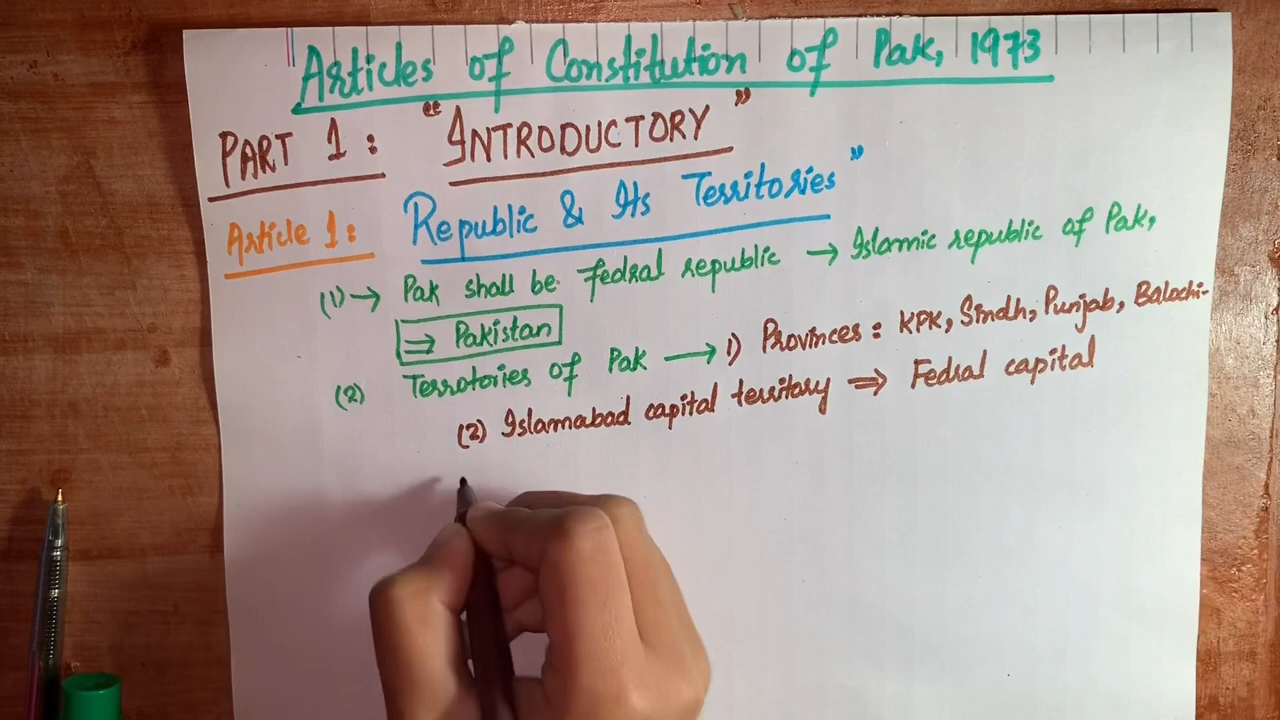 Articles of Constitution of Pak, 1973
PART 1: "INTRODUCTORY"
Article 1: Republic & Its Territories"
(1)→ Pak shall be fedral republic → Islamic republic of Pak,
⇒ Pakistan
(2) Terrotories of Pak → 1) Provinces: KPK, Sindh, Punjab, Balochi-
(2) Islamabad capital territary ⇒ Fedral capital